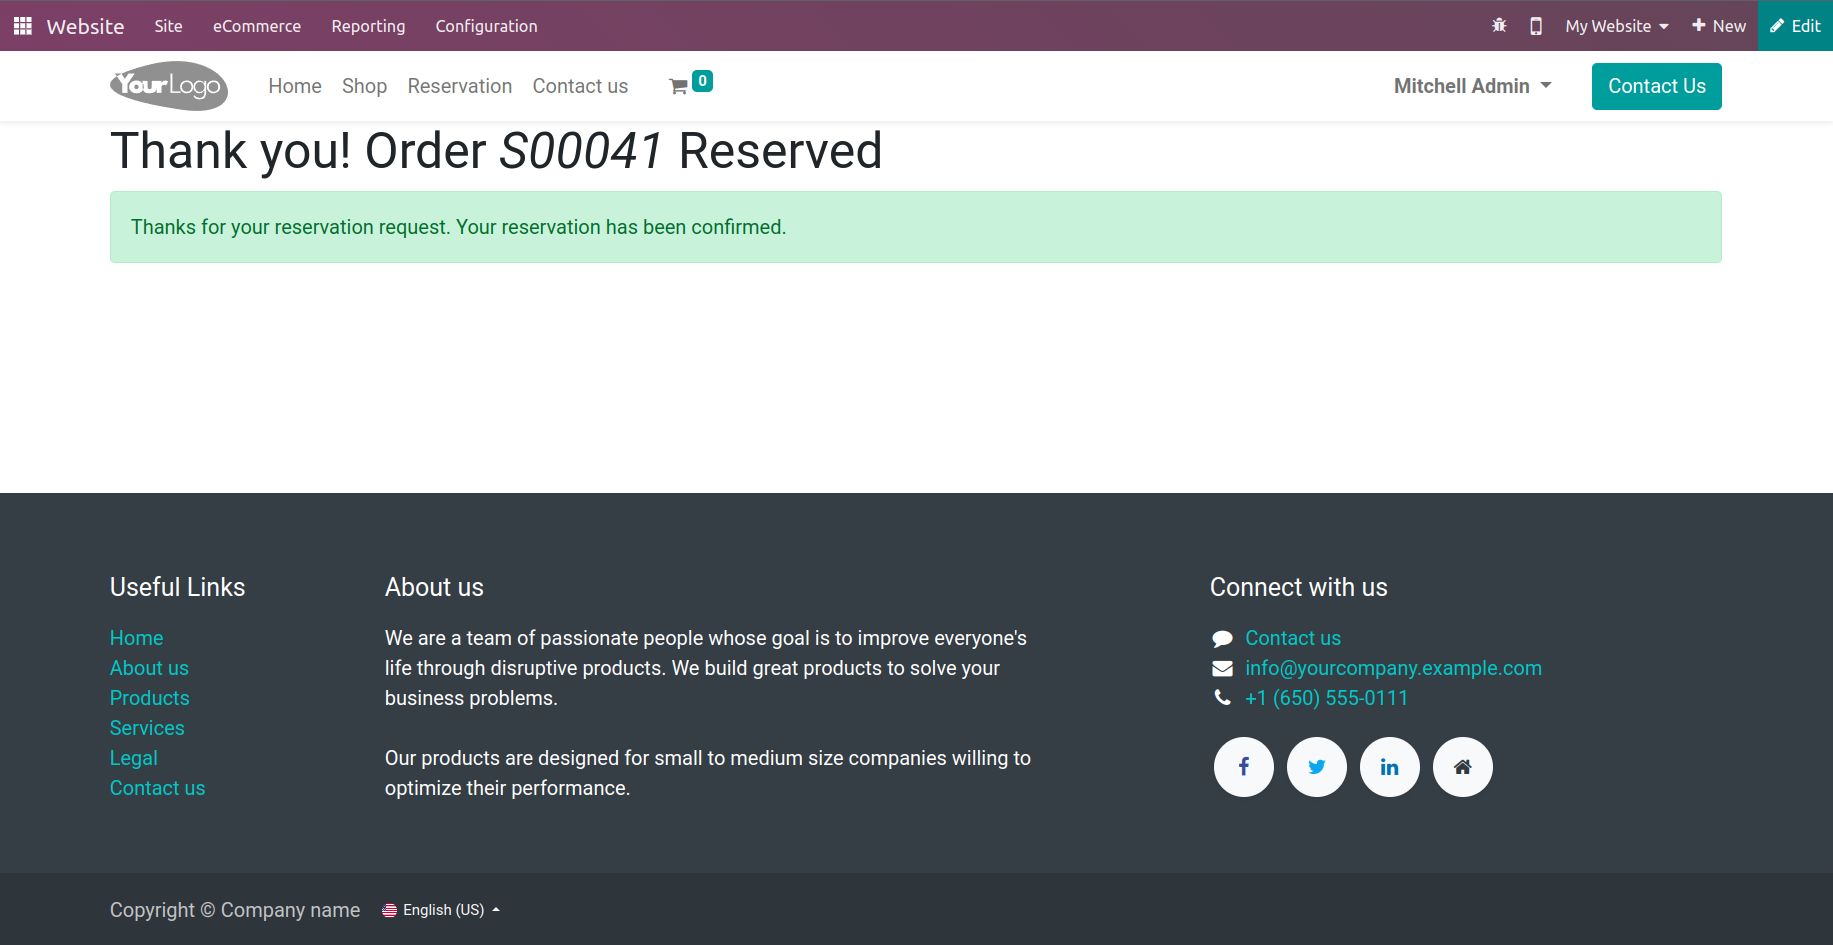 Website Site eCommerce Reporting Configuration My Website New Edit
YourLogo Home Shop Reservation Contact us 0 Mitchell Admin Contact Us
Thank you! Order S00041 Reserved
Thanks for your reservation request. Your reservation has been confirmed.
Useful Links
Home
About us
Products
Services
Legal
Contact us
About us
We are a team of passionate people whose goal is to improve everyone's
life through disruptive products. We build great products to solve your
business problems.
Our products are designed for small to medium size companies willing to
optimize their performance.
Connect with us
Contact us
info@yourcompany.example.com
+1 (650) 555-0111
Copyright © Company name English (US)